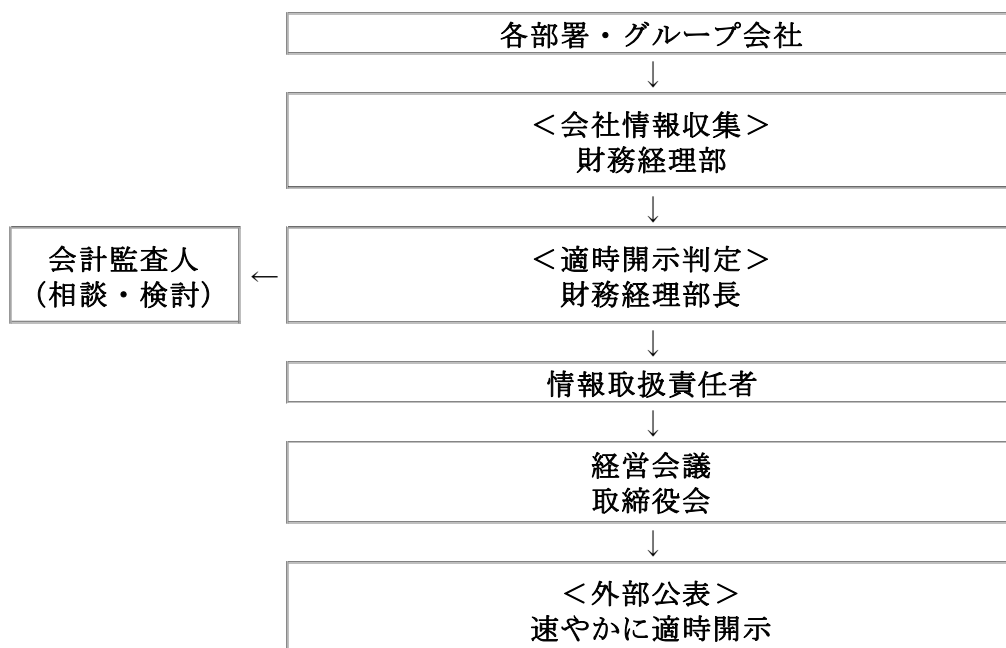 各部署・グループ会社
↓
＜会社情報収集＞
財務経理部
↓
会計監査人
（相談・検討）
←
＜適時開示判定＞
財務経理部長
↓
情報取扱責任者
↓
経営会議
取締役会
↓
＜外部公表＞
速やかに適時開示